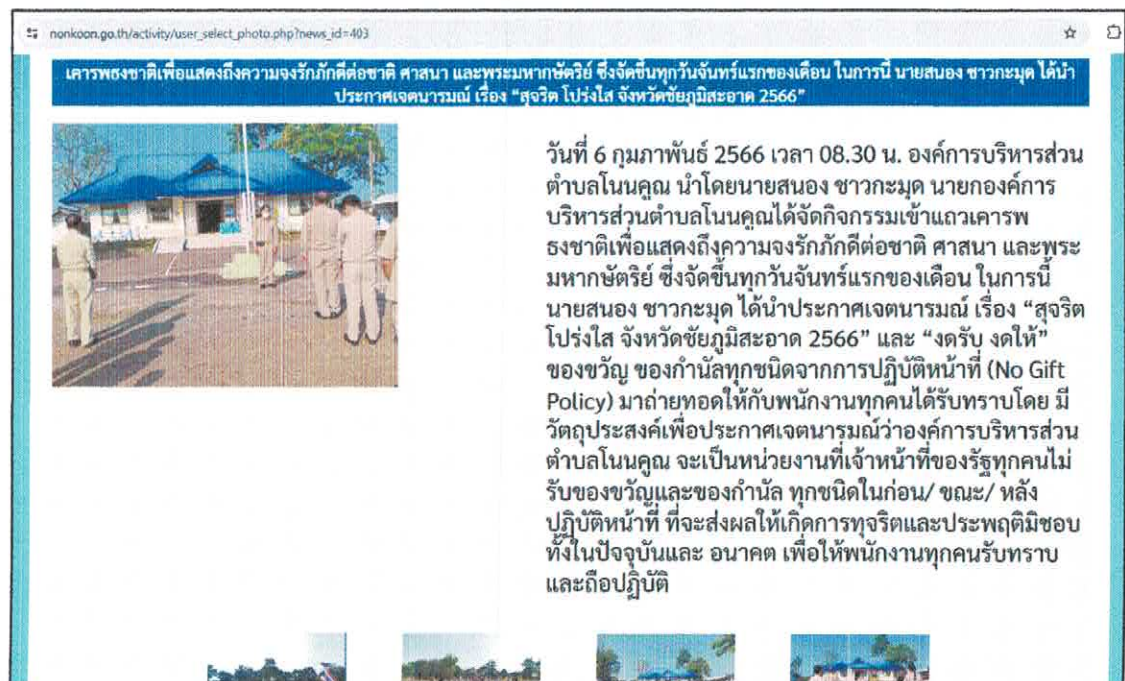 nonkoon.go.th/activity/user_select_photo.php?news_id=403
เคารพธงชาติเพื่อแสดงถึงความจงรักภักดีต่อชาติ ศาสนา และพระมหากษัตริย์ ซึ่งจัดขึ้นทุกวันจันทร์แรกของเดือน ในการนี้ นายสนอง ชาวกะมุด ได้นำ
ประกาศเจตนารมณ์ เรื่อง “สุจริต โปร่งใส จังหวัดชัยภูมิสะอาด 2566”
วันที่ 6 กุมภาพันธ์ 2566 เวลา 08.30 น. องค์การบริหารส่วน
ตำบลโนนคูณ นำโดยนายสนอง ชาวกะมุด นายกองค์การ
บริหารส่วนตำบลโนนคูณได้จัดกิจกรรมเข้าแถวเคารพ
ธงชาติเพื่อแสดงถึงความจงรักภักดีต่อชาติ ศาสนา และพระ
มหากษัตริย์ ซึ่งจัดขึ้นทุกวันจันทร์แรกของเดือน ในการนี้
นายสนอง ชาวกะมุด ได้นำประกาศเจตนารมณ์ เรื่อง “สุจริต
โปร่งใส จังหวัดชัยภูมิสะอาด 2566” และ “งดรับ งดให้”
ของขวัญ ของกำนัลทุกชนิดจากการปฏิบัติหน้าที่ (No Gift
Policy) มาถ่ายทอดให้กับพนักงานทุกคนได้รับทราบโดย มี
วัตถุประสงค์เพื่อประกาศเจตนารมณ์ว่าองค์การบริหารส่วน
ตำบลโนนคูณ จะเป็นหน่วยงานที่เจ้าหน้าที่ของรัฐทุกคนไม่
รับของขวัญและของกำนัล ทุกชนิดในก่อน/ ขณะ/ หลัง
ปฏิบัติหน้าที่ ที่จะส่งผลให้เกิดการทุจริตและประพฤติมิชอบ
ทั้งในปัจจุบันและ อนาคต เพื่อให้พนักงานทุกคนรับทราบ
และถือปฏิบัติ